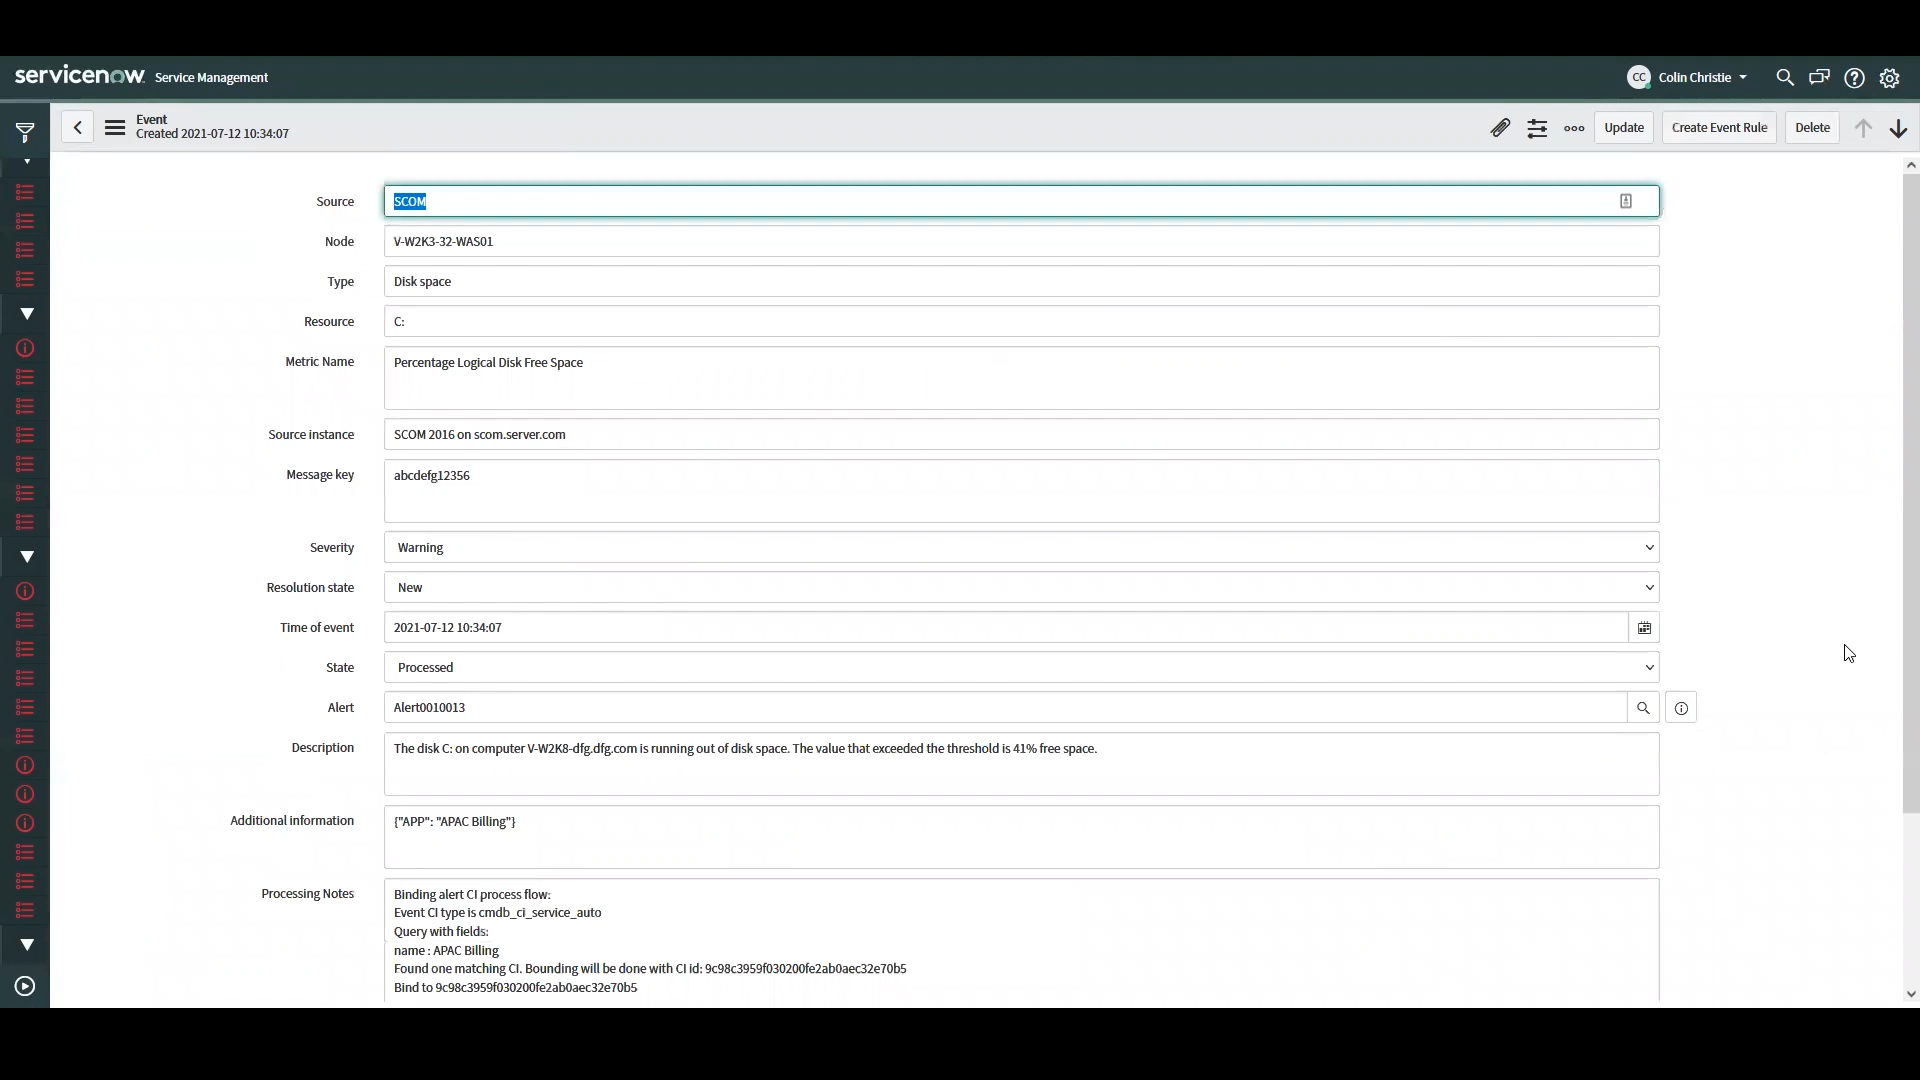 servicenow Service Management
CC Colin Christie
Event
Created 2021-07-12 10:34:07
Update
Create Event Rule
Delete
Source SCOM
Node V-W2K3-32-WAS01
Type Disk space
Resource C:
Metric Name Percentage Logical Disk Free Space
Source instance SCOM 2016 on scom.server.com
Message key abcdefg12356
Severity Warning
Resolution state New
Time of event 2021-07-12 10:34:07
State Processed
Alert Alert0010013
Description The disk C: on computer V-W2K8-dfg.dfg.com is running out of disk space. The value that exceeded the threshold is 41% free space.
Additional information {"APP": "APAC Billing"}
Processing Notes Binding alert CI process flow:
Event CI type is cmdb_ci_service_auto
Query with fields:
name : APAC Billing
Found one matching CI. Bounding will be done with CI id: 9c98c3959f030200fe2ab0aec32e70b5
Bind to 9c98c3959f030200fe2ab0aec32e70b5